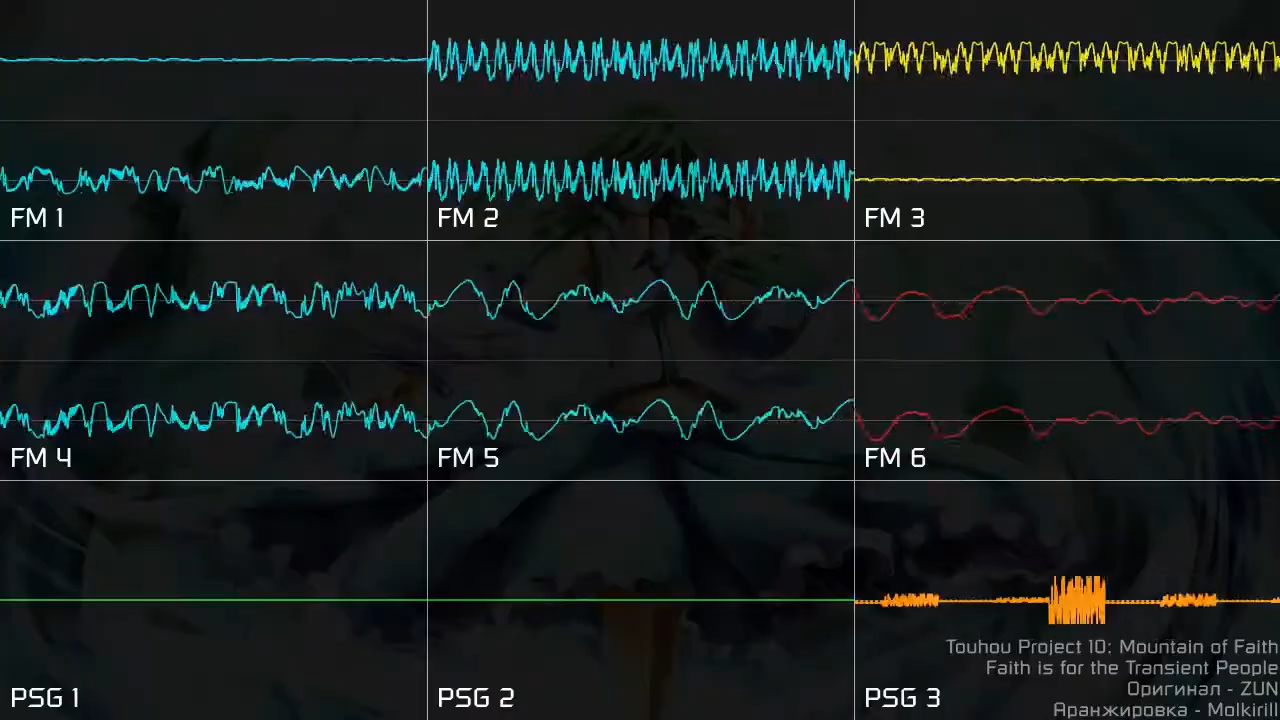 FM 1
FM 2
FM 3
FM 4
FM 5
FM 6
PSG 1
PSG 2
PSG 3
Touhou Project 10: Mountain of Faith
Faith is for the Transient People
Оригинал - ZUN
Аранжировка - Molkirill